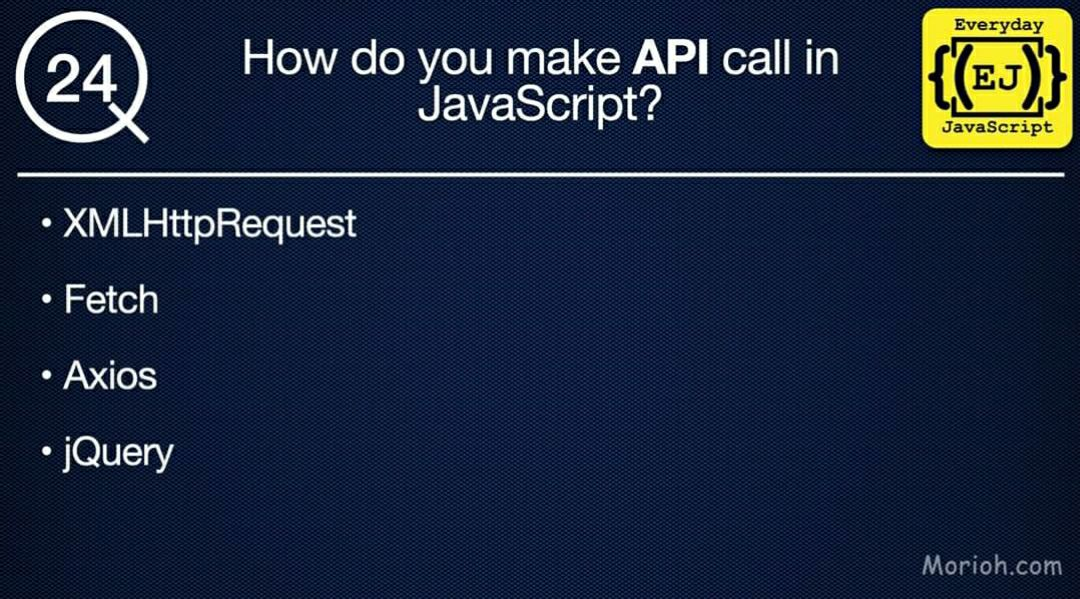 24
How do you make API call in
JavaScript?
Everyday
{(EJ)}
JavaScript
• XMLHttpRequest
• Fetch
• Axios
• jQuery
Morioh.com